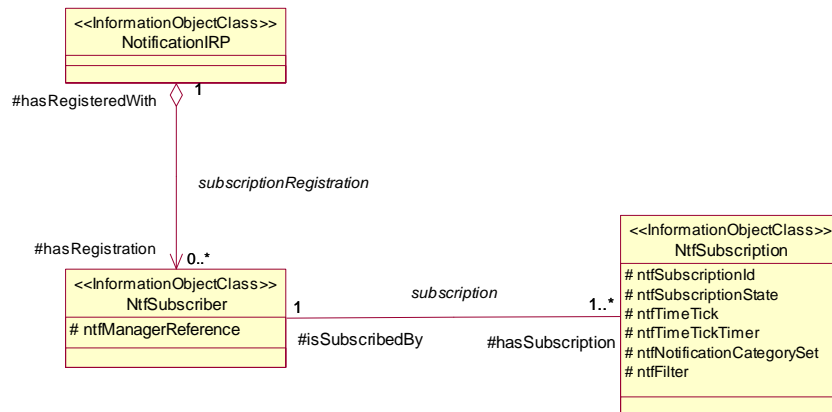 <<InformationObjectClass>>
NotificationIRP
#hasRegisteredWith
1
subscriptionRegistration
#hasRegistration
0..*
<<InformationObjectClass>>
NtfSubscriber
# ntfManagerReference
1
subscription
1..*
#isSubscribedBy
#hasSubscription
<<InformationObjectClass>>
NtfSubscription
# ntfSubscriptionId
# ntfSubscriptionState
# ntfTimeTick
# ntfTimeTickTimer
# ntfNotificationCategorySet
# ntfFilter